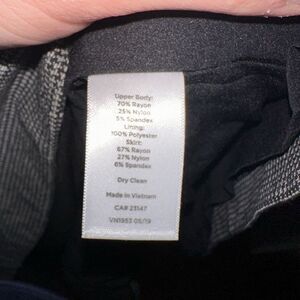 Upper Body:
70% Rayon
25% Nylon
5% Spandex
Lining:
100% Polyester
Skirt:
67% Rayon
27% Nylon
6% Spandex
Dry Clean
Made in Vietnam
CA# 23147
VN1953 05/19